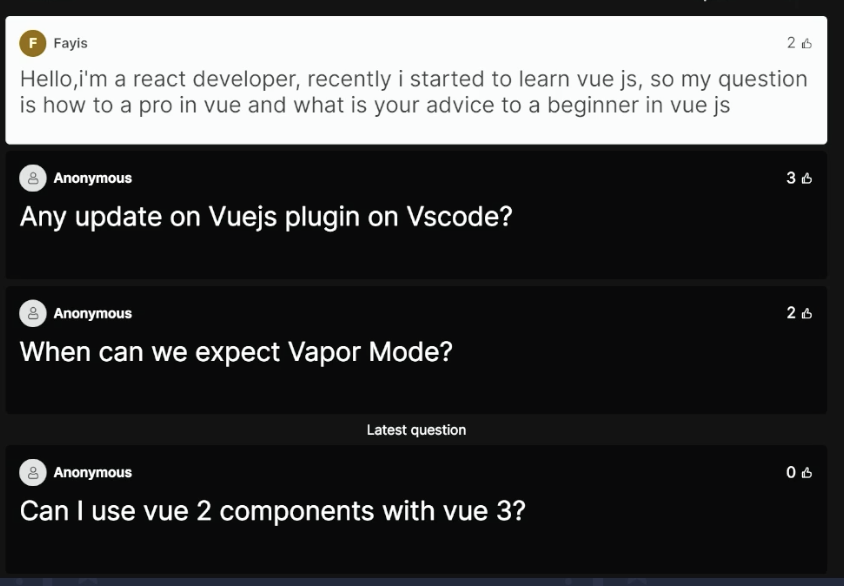 F Fayis 2
Hello,i'm a react developer, recently i started to learn vue js, so my question
is how to a pro in vue and what is your advice to a beginner in vue js
Anonymous 3
Any update on Vuejs plugin on Vscode?
Anonymous 2
When can we expect Vapor Mode?
Latest question
Anonymous 0
Can I use vue 2 components with vue 3?